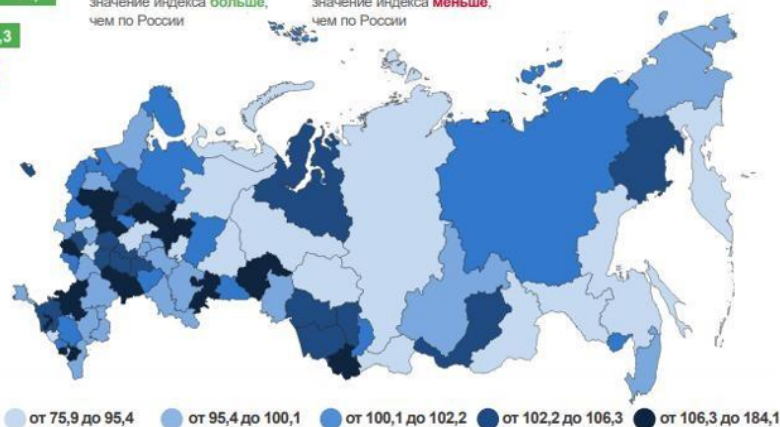 ,3
значение индекса больше,
чем по России
значение индекса меньше,
чем по России
от 75,9 до 95,4
от 95,4 до 100,1
от 100,1 до 102,2
от 102,2 до 106,3
от 106,3 до 184,1